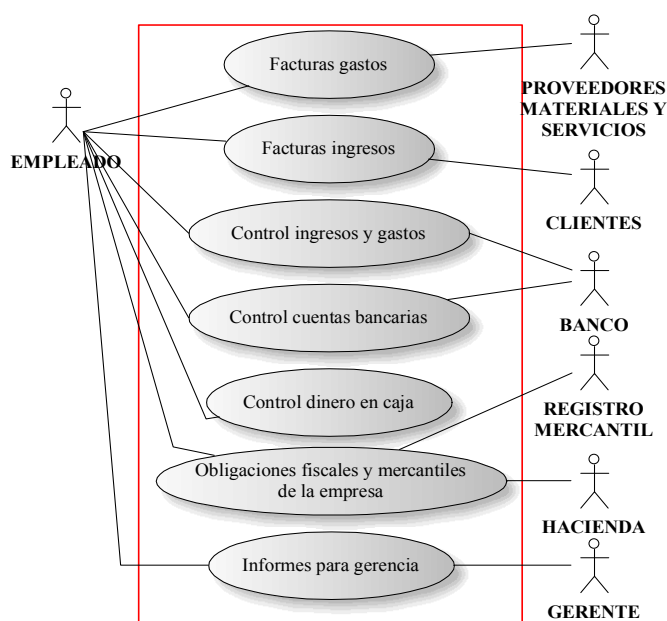 Facturas gastos
PROVEEDORES
MATERIALES Y
SERVICIOS
EMPLEADO
Facturas ingresos
CLIENTES
Control ingresos y gastos
Control cuentas bancarias
BANCO
Control dinero en caja
REGISTRO
MERCANTIL
Obligaciones fiscales y mercantiles
de la empresa
HACIENDA
Informes para gerencia
GERENTE